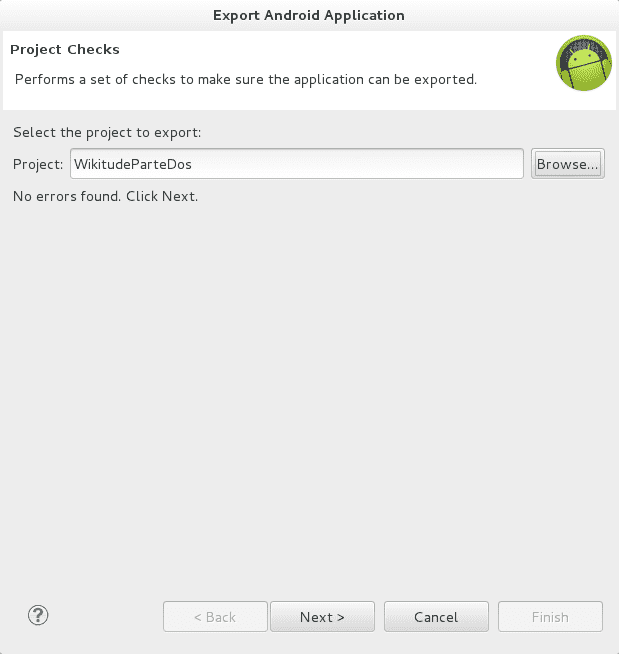 Export Android Application
Project Checks
Performs a set of checks to make sure the application can be exported.
Select the project to export:
Project: WikitudeParteDos Browse...
No errors found. Click Next.
? < Back Next > Cancel Finish